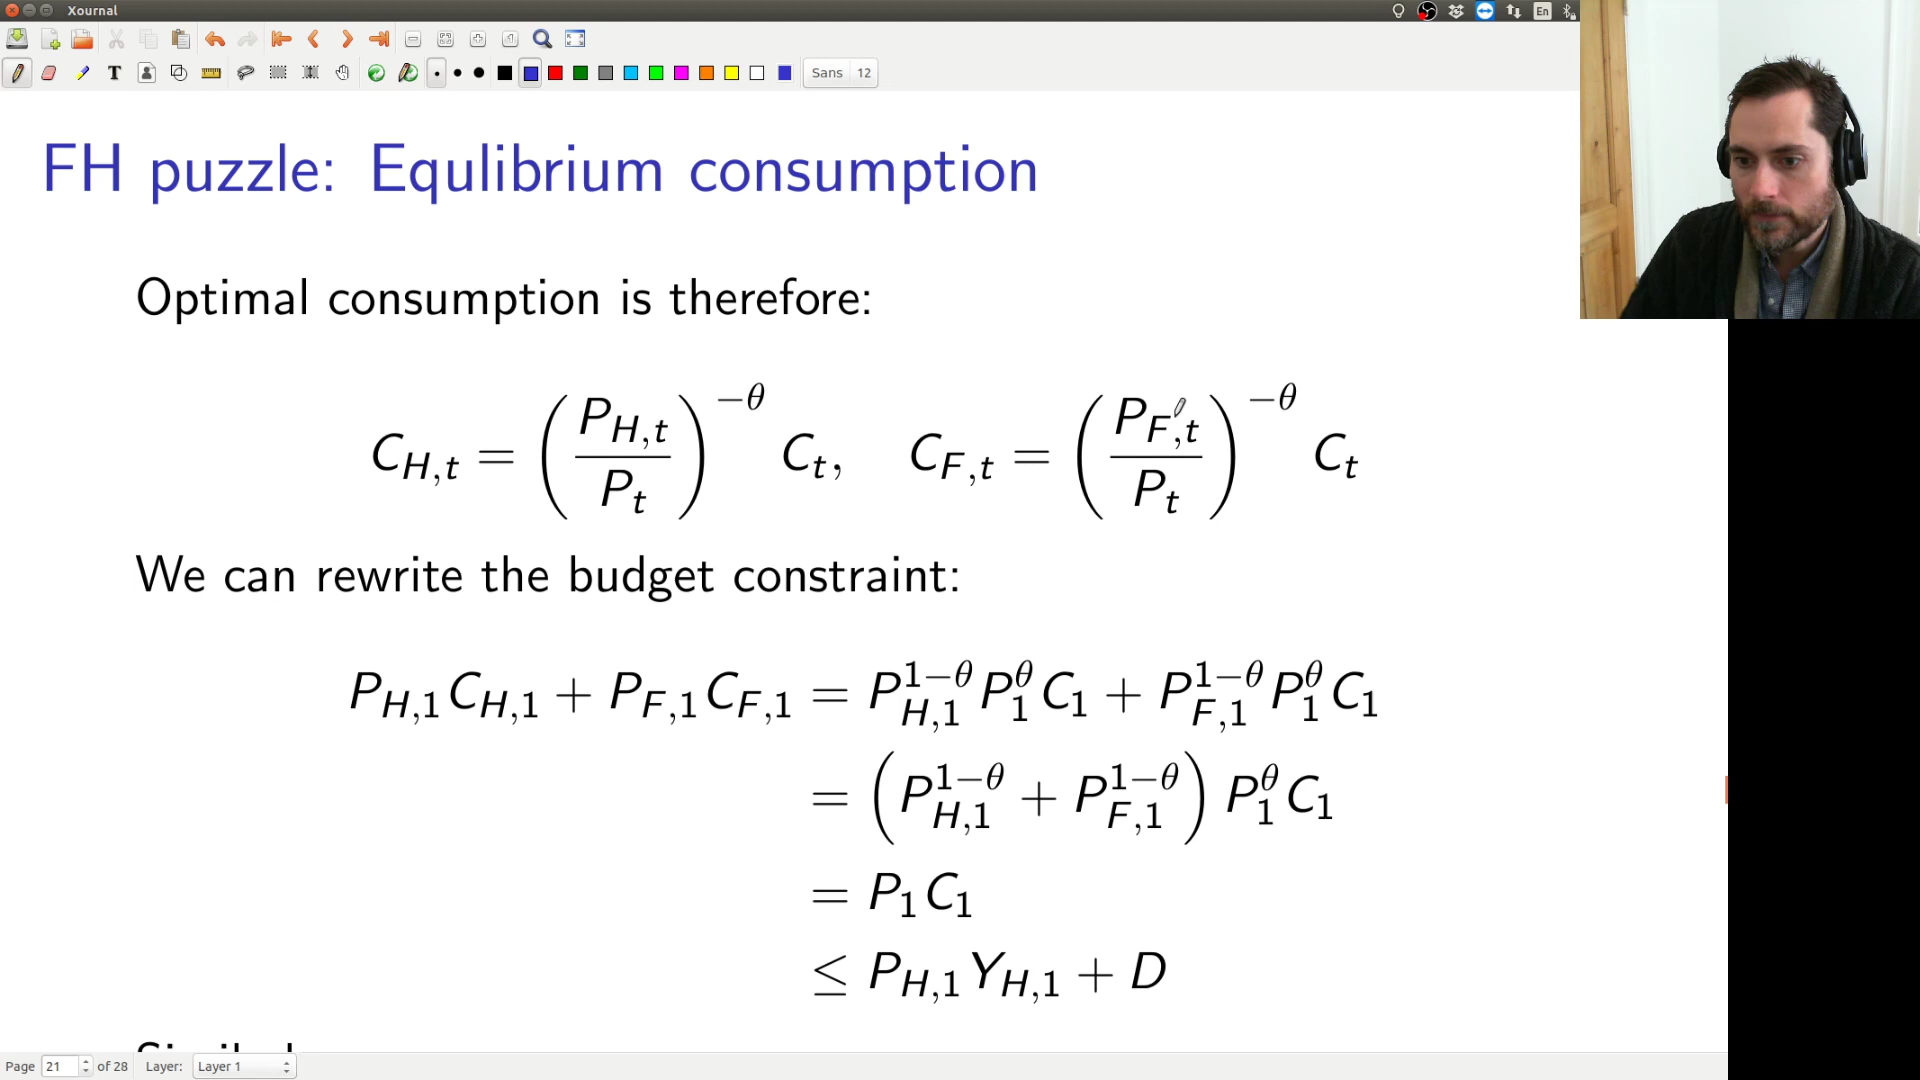 Xournal
En
T
Sans 12
FH puzzle: Equlibrium consumption
Optimal consumption is therefore:
C_{H,t} = (P_{H,t} / P_t)^{−θ} C_t, C_{F,t} = (P_{F,t} / P_t)^{−θ} C_t
We can rewrite the budget constraint:
P_{H,1} C_{H,1} + P_{F,1} C_{F,1} = P_{H,1}^{1−θ} P_1^θ C_1 + P_{F,1}^{1−θ} P_1^θ C_1
= (P_{H,1}^{1−θ} + P_{F,1}^{1−θ}) P_1^θ C_1
= P_1 C_1
≤ P_{H,1} Y_{H,1} + D
Page 21 of 28 Layer: Layer 1